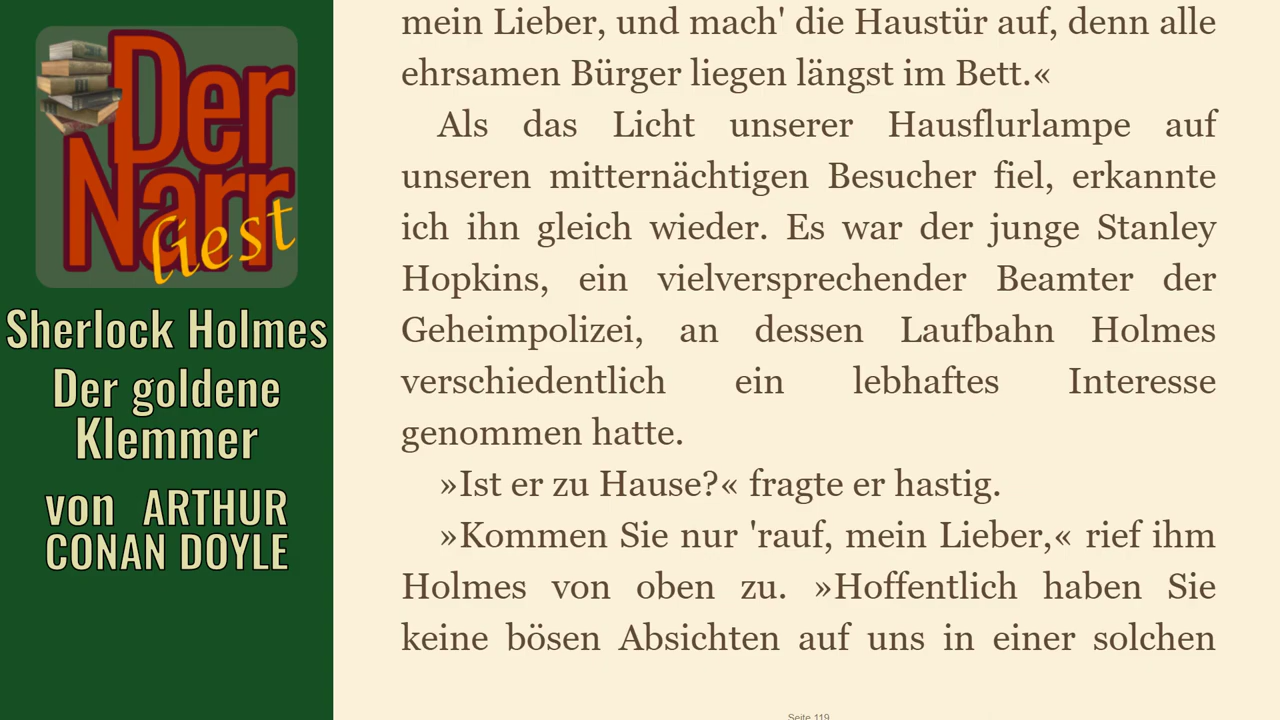 Der
Narr
liest
Sherlock Holmes
Der goldene
Klemmer
von ARTHUR
CONAN DOYLE
mein Lieber, und mach' die Haustür auf, denn alle
ehrsamen Bürger liegen längst im Bett.«
Als das Licht unserer Hausflurlampe auf
unseren mitternächtigen Besucher fiel, erkannte
ich ihn gleich wieder. Es war der junge Stanley
Hopkins, ein vielversprechender Beamter der
Geheimpolizei, an dessen Laufbahn Holmes
verschiedentlich ein lebhaftes Interesse
genommen hatte.
»Ist er zu Hause?« fragte er hastig.
»Kommen Sie nur 'rauf, mein Lieber,« rief ihm
Holmes von oben zu. »Hoffentlich haben Sie
keine bösen Absichten auf uns in einer solchen
Seite 119